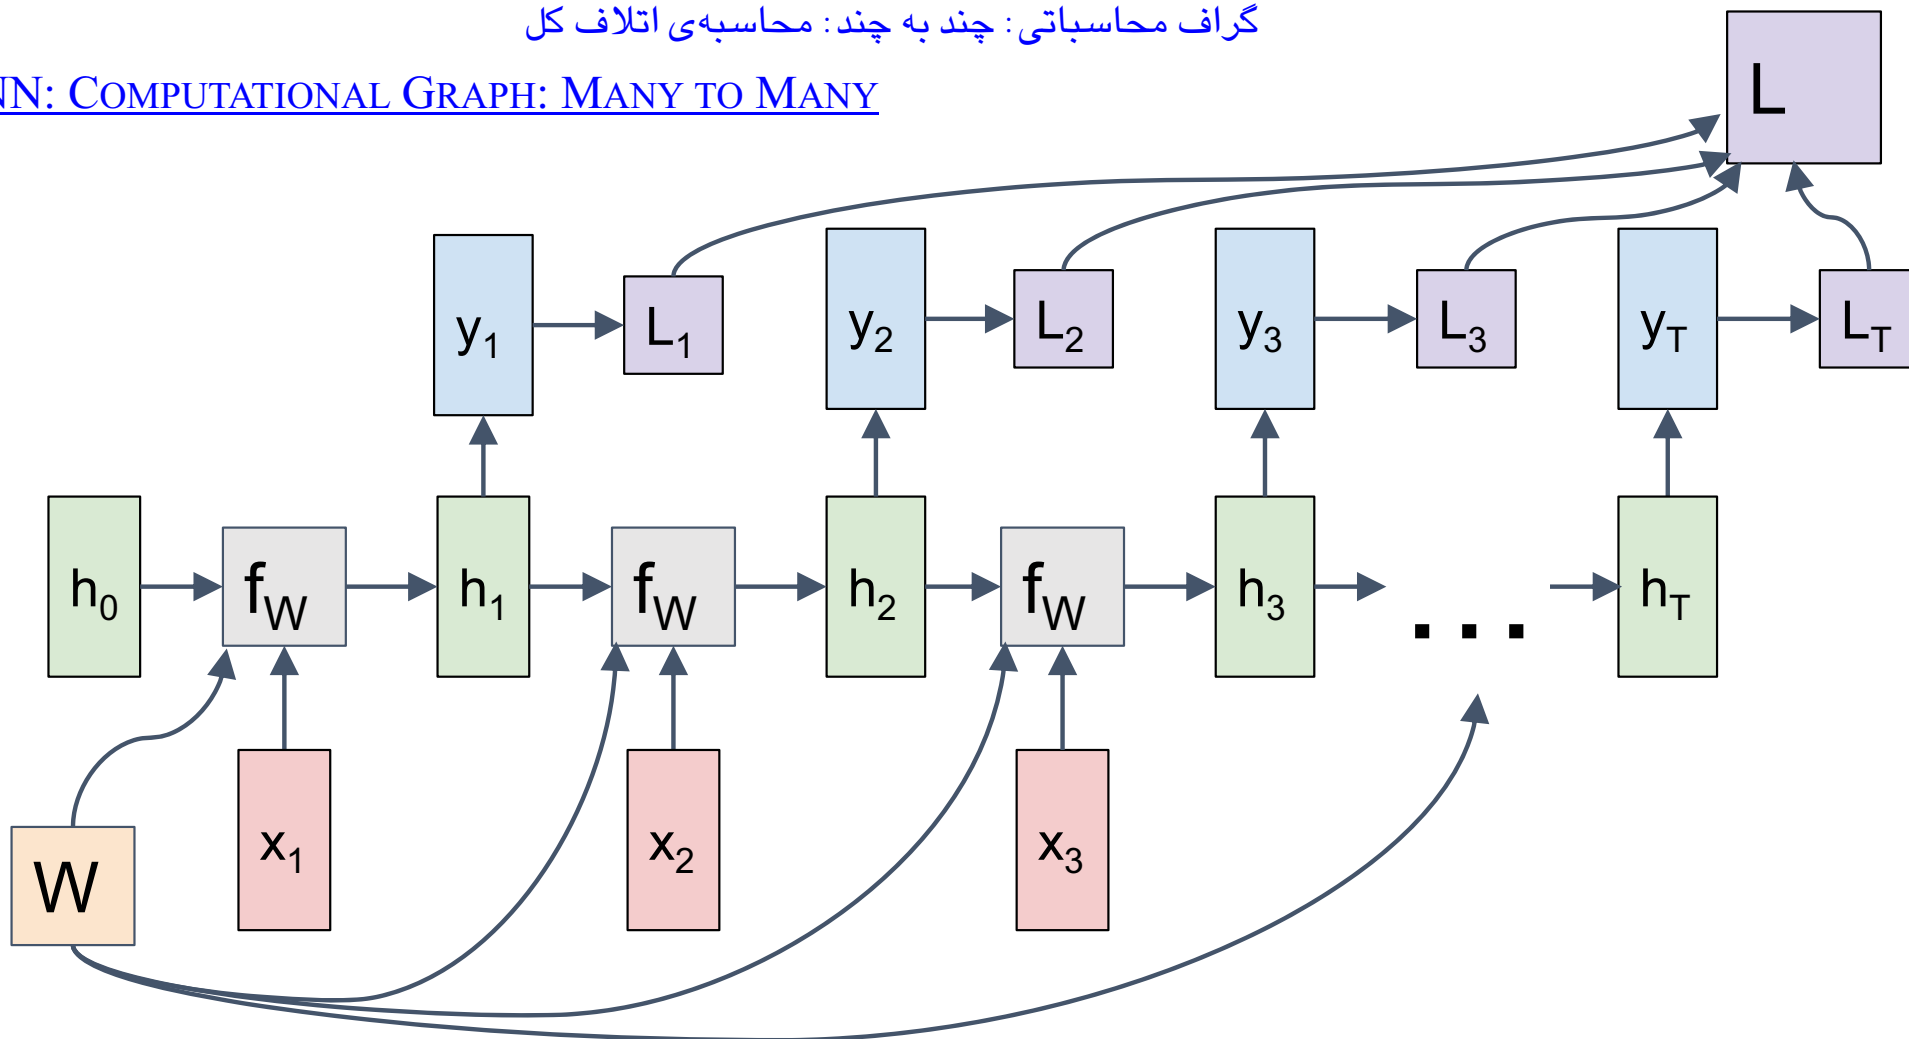 گراف محاسباتی: چند به چند: محاسبه‌ی اتلاف کل
NN: COMPUTATIONAL GRAPH: MANY TO MANY
L
y1 L1 y2 L2 y3 L3 yT LT
h0 fW h1 fW h2 fW h3 ... hT
W x1 x2 x3